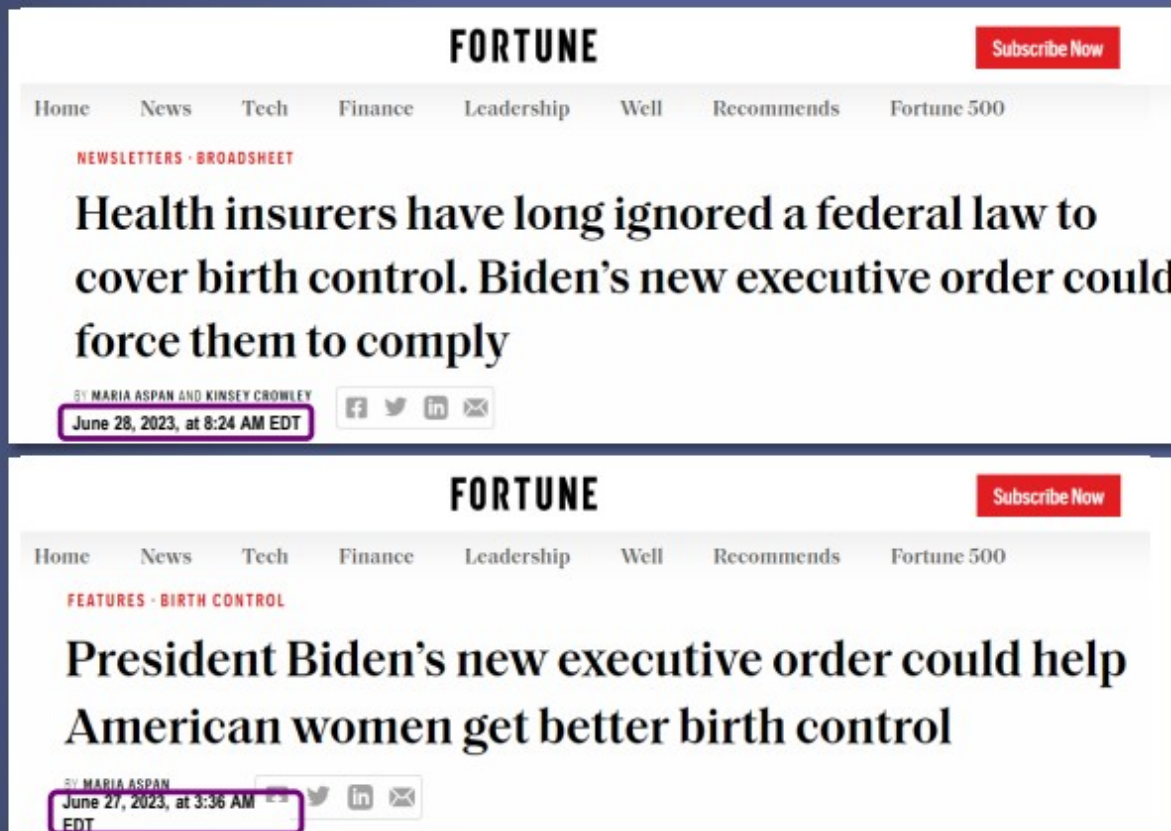 FORTUNE
Subscribe Now
Home News Tech Finance Leadership Well Recommends Fortune 500
NEWSLETTERS · BROADSHEET
Health insurers have long ignored a federal law to
cover birth control. Biden’s new executive order could
force them to comply
BY MARIA ASPAN AND KINSEY CROWLEY
June 28, 2023, at 8:24 AM EDT
FORTUNE
Subscribe Now
Home News Tech Finance Leadership Well Recommends Fortune 500
FEATURES · BIRTH CONTROL
President Biden’s new executive order could help
American women get better birth control
BY MARIA ASPAN
June 27, 2023, at 3:36 AM
EDT